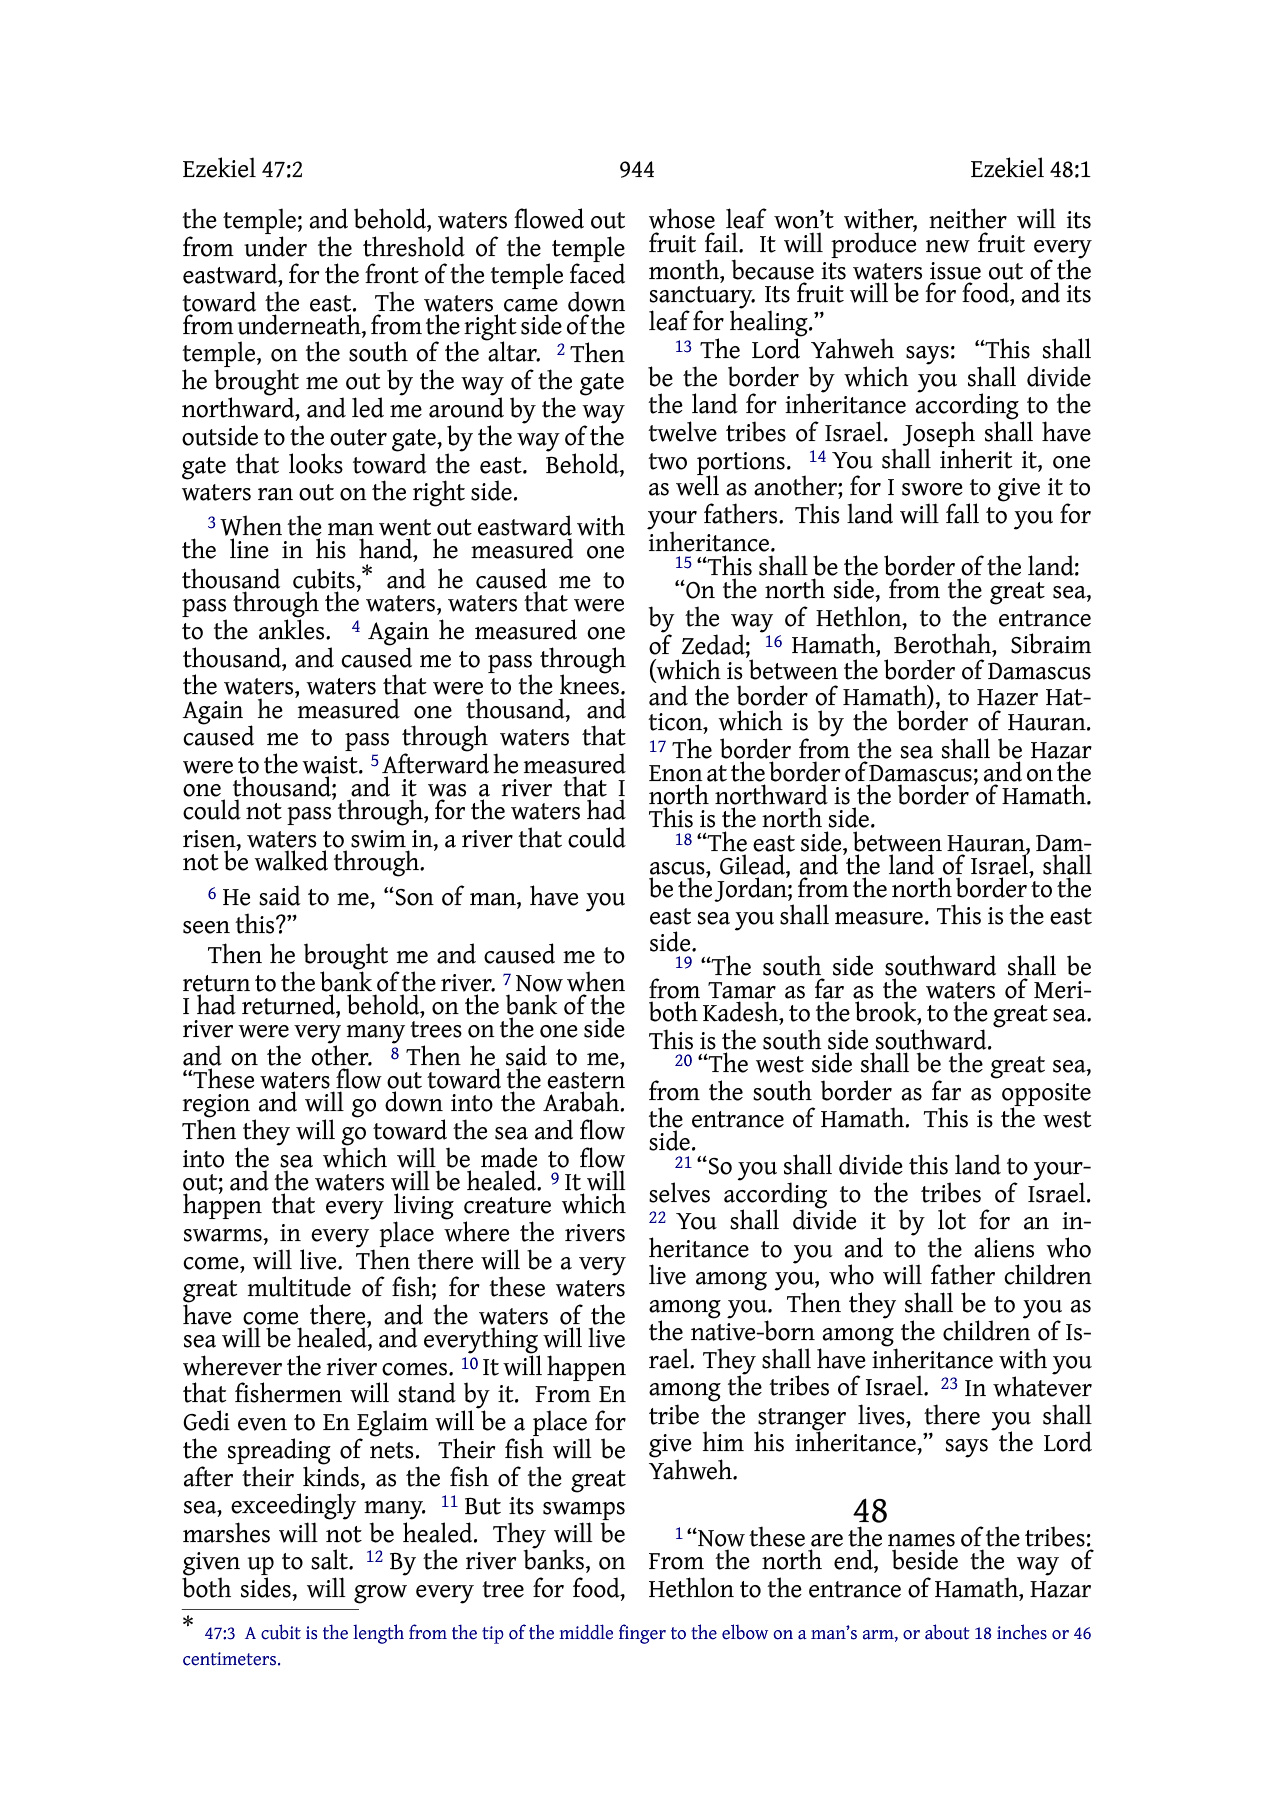 Ezekiel 47:2 944 Ezekiel 48:1
the temple; and behold, waters flowed out
from under the threshold of the temple
eastward, for the front of the temple faced
toward the east. The waters came down
from underneath, from the right side of the
temple, on the south of the altar. 2 Then
he brought me out by the way of the gate
northward, and led me around by the way
outside to the outer gate, by the way of the
gate that looks toward the east. Behold,
waters ran out on the right side.
3 When the man went out eastward with
the line in his hand, he measured one
thousand cubits,* and he caused me to
pass through the waters, waters that were
to the ankles. 4 Again he measured one
thousand, and caused me to pass through
the waters, waters that were to the knees.
Again he measured one thousand, and
caused me to pass through waters that
were to the waist. 5 Afterward he measured
one thousand; and it was a river that I
could not pass through, for the waters had
risen, waters to swim in, a river that could
not be walked through.
6 He said to me, “Son of man, have you
seen this?”
Then he brought me and caused me to
return to the bank of the river. 7 Now when
I had returned, behold, on the bank of the
river were very many trees on the one side
and on the other. 8 Then he said to me,
“These waters flow out toward the eastern
region and will go down into the Arabah.
Then they will go toward the sea and flow
into the sea which will be made to flow
out; and the waters will be healed. 9 It will
happen that every living creature which
swarms, in every place where the rivers
come, will live. Then there will be a very
great multitude of fish; for these waters
have come there, and the waters of the
sea will be healed, and everything will live
wherever the river comes. 10 It will happen
that fishermen will stand by it. From En
Gedi even to En Eglaim will be a place for
the spreading of nets. Their fish will be
after their kinds, as the fish of the great
sea, exceedingly many. 11 But its swamps
marshes will not be healed. They will be
given up to salt. 12 By the river banks, on
both sides, will grow every tree for food,
whose leaf won’t wither, neither will its
fruit fail. It will produce new fruit every
month, because its waters issue out of the
sanctuary. Its fruit will be for food, and its
leaf for healing.”
13 The Lord Yahweh says: “This shall
be the border by which you shall divide
the land for inheritance according to the
twelve tribes of Israel. Joseph shall have
two portions. 14 You shall inherit it, one
as well as another; for I swore to give it to
your fathers. This land will fall to you for
inheritance.
15 “This shall be the border of the land:
“On the north side, from the great sea,
by the way of Hethlon, to the entrance
of Zedad; 16 Hamath, Berothah, Sibraim
(which is between the border of Damascus
and the border of Hamath), to Hazer Hat-
ticon, which is by the border of Hauran.
17 The border from the sea shall be Hazar
Enon at the border of Damascus; and on the
north northward is the border of Hamath.
This is the north side.
18 “The east side, between Hauran, Dam-
ascus, Gilead, and the land of Israel, shall
be the Jordan; from the north border to the
east sea you shall measure. This is the east
side.
19 “The south side southward shall be
from Tamar as far as the waters of Meri-
both Kadesh, to the brook, to the great sea.
This is the south side southward.
20 “The west side shall be the great sea,
from the south border as far as opposite
the entrance of Hamath. This is the west
side.
21 “So you shall divide this land to your-
selves according to the tribes of Israel.
22 You shall divide it by lot for an in-
heritance to you and to the aliens who
live among you, who will father children
among you. Then they shall be to you as
the native-born among the children of Is-
rael. They shall have inheritance with you
among the tribes of Israel. 23 In whatever
tribe the stranger lives, there you shall
give him his inheritance,” says the Lord
Yahweh.
48
1 “Now these are the names of the tribes:
From the north end, beside the way of
Hethlon to the entrance of Hamath, Hazar
* 47:3 A cubit is the length from the tip of the middle finger to the elbow on a man’s arm, or about 18 inches or 46
centimeters.